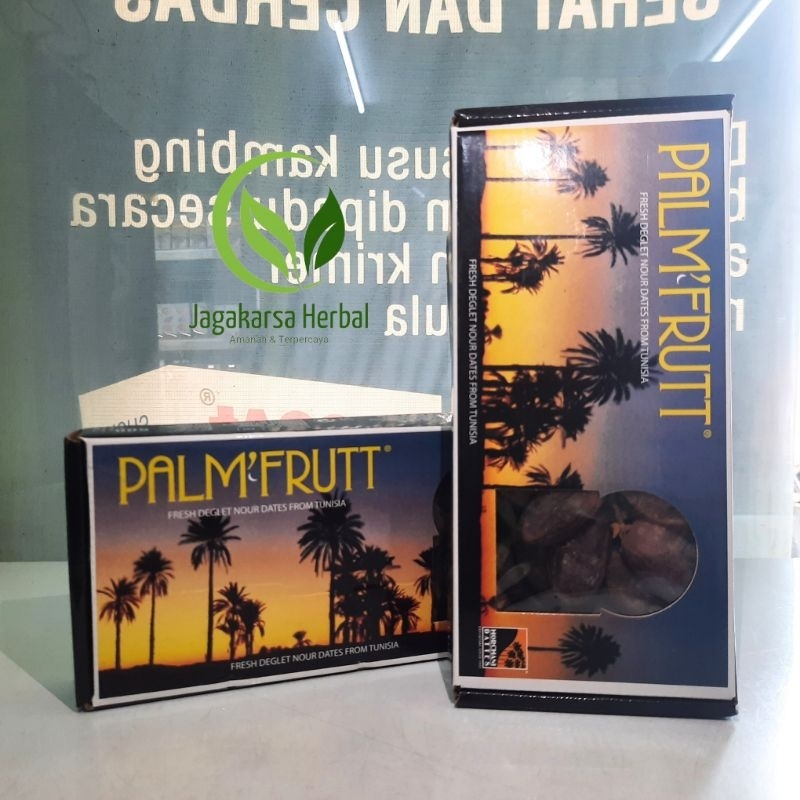 SEHAT DAN CERDAS
susu kambing
dipadu secara
krimer
ula
Jagakarsa Herbal
Amanah & Terpercaya
®
PALM'FRUTT®
FRESH DEGLET NOUR DATES FROM TUNISIA
FRESH DEGLET NOUR DATES FROM TUNISIA
PALM'FRUTT®
FRESH DEGLET NOUR DATES FROM TUNISIA
FRESH DEGLET NOUR DATES FROM TUNISIA
HORCHANI
DATTES